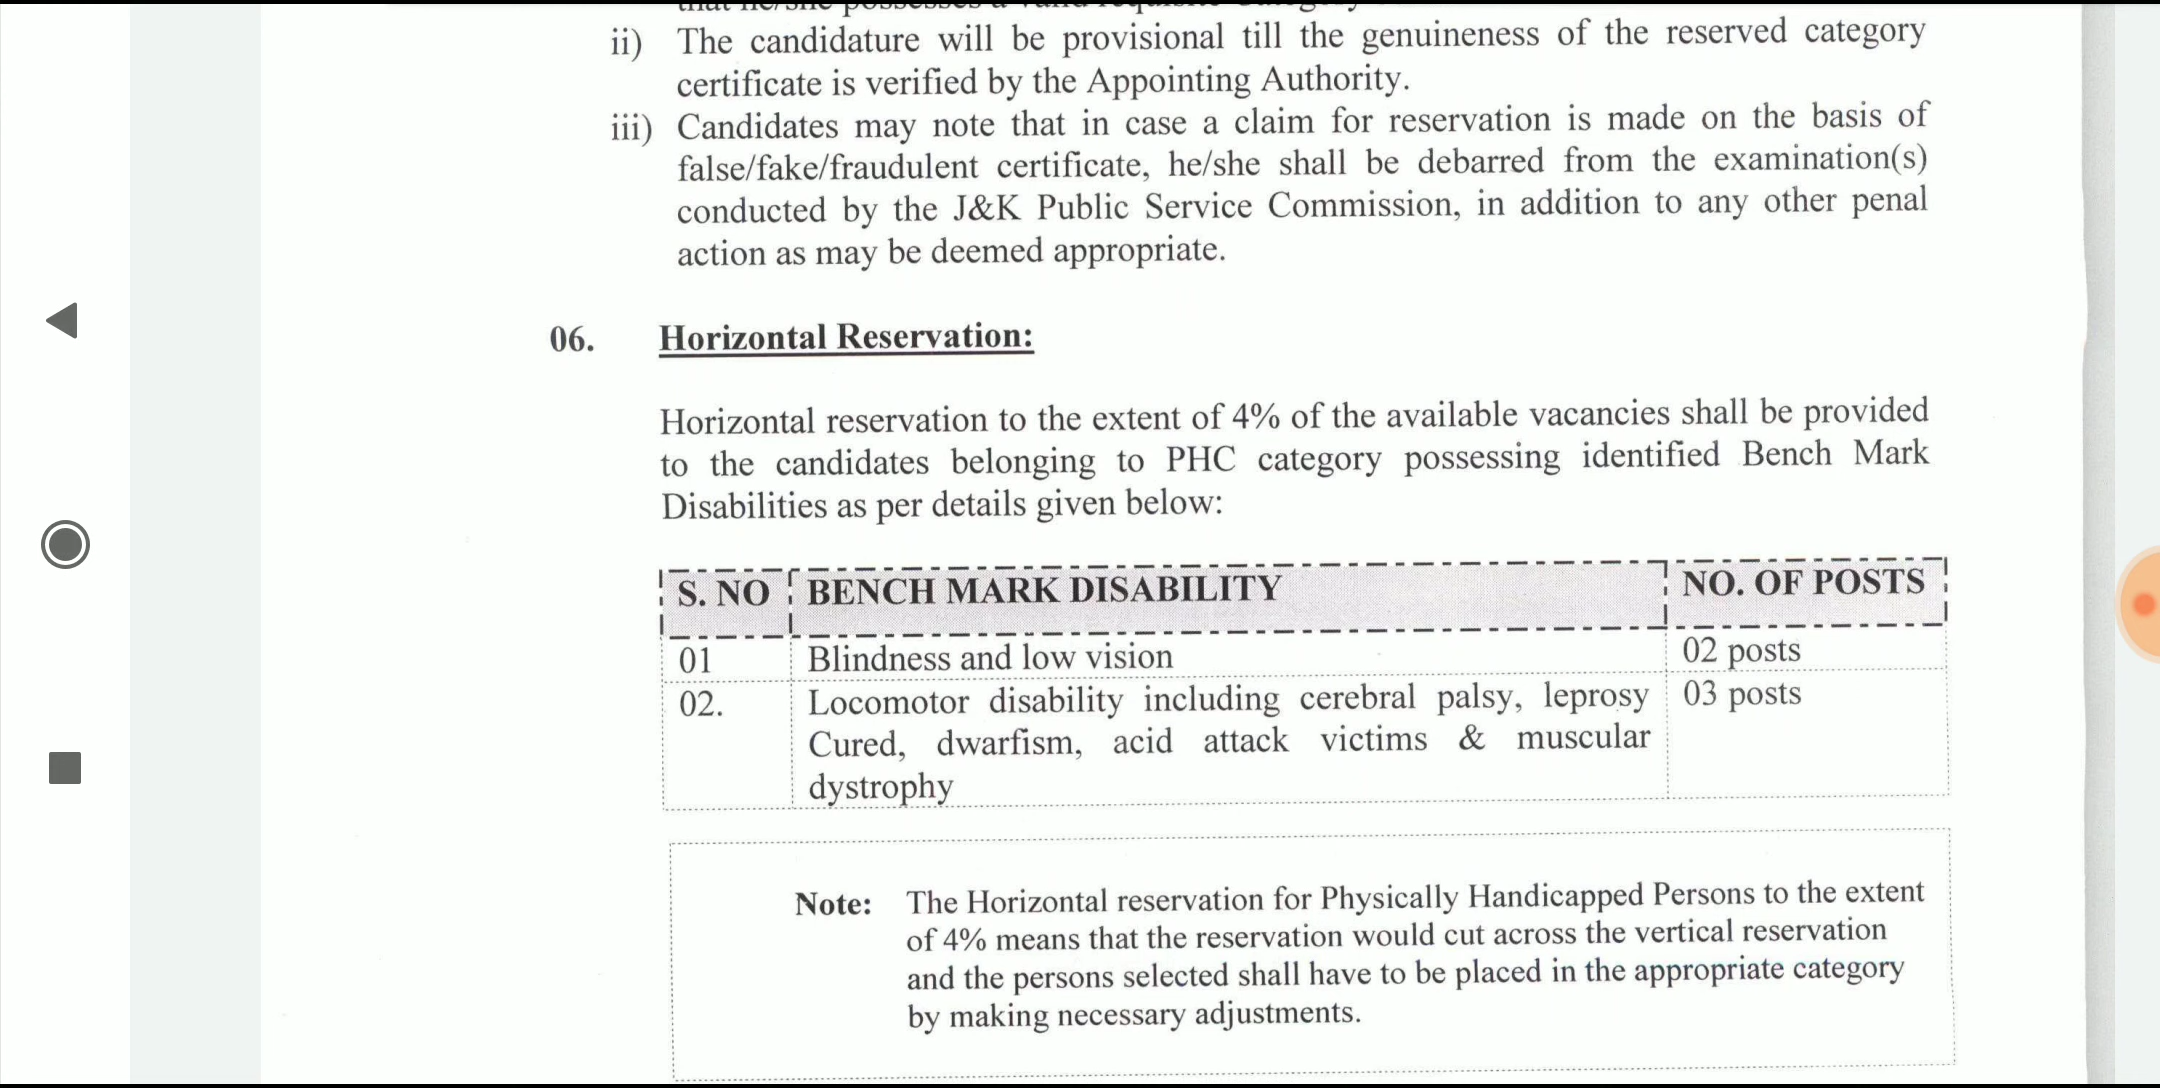 ii) The candidature will be provisional till the genuineness of the reserved category
certificate is verified by the Appointing Authority.
iii) Candidates may note that in case a claim for reservation is made on the basis of
false/fake/fraudulent certificate, he/she shall be debarred from the examination(s)
conducted by the J&K Public Service Commission, in addition to any other penal
action as may be deemed appropriate.
06. Horizontal Reservation:
Horizontal reservation to the extent of 4% of the available vacancies shall be provided
to the candidates belonging to PHC category possessing identified Bench Mark
Disabilities as per details given below:
S. NO BENCH MARK DISABILITY NO. OF POSTS
01 Blindness and low vision 02 posts
02. Locomotor disability including cerebral palsy, leprosy 03 posts
Cured, dwarfism, acid attack victims & muscular
dystrophy
Note: The Horizontal reservation for Physically Handicapped Persons to the extent
of 4% means that the reservation would cut across the vertical reservation
and the persons selected shall have to be placed in the appropriate category
by making necessary adjustments.